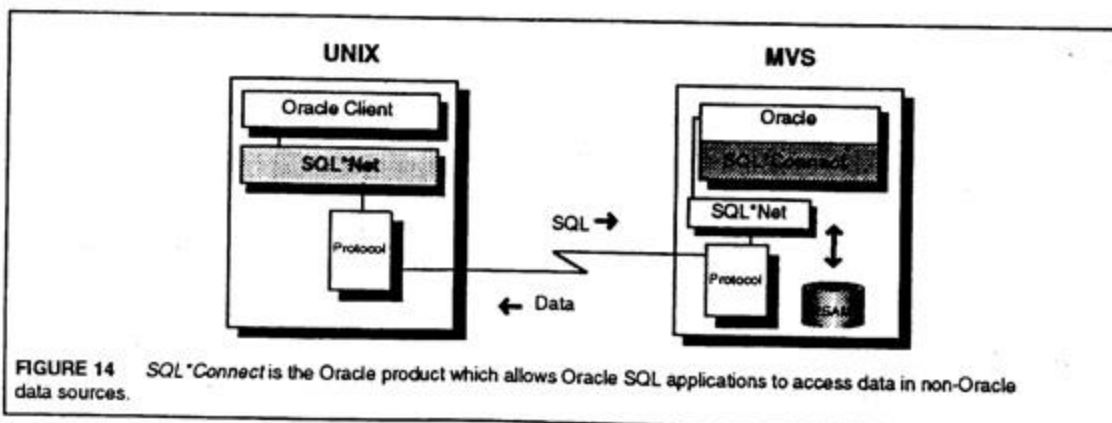 UNIX
Oracle Client
SQL*Net
Protocol
SQL →
← Data
MVS
Oracle
SQL*Connect
SQL*Net
Protocol
FIGURE 14 SQL*Connect is the Oracle product which allows Oracle SQL applications to access data in non-Oracle
data sources.